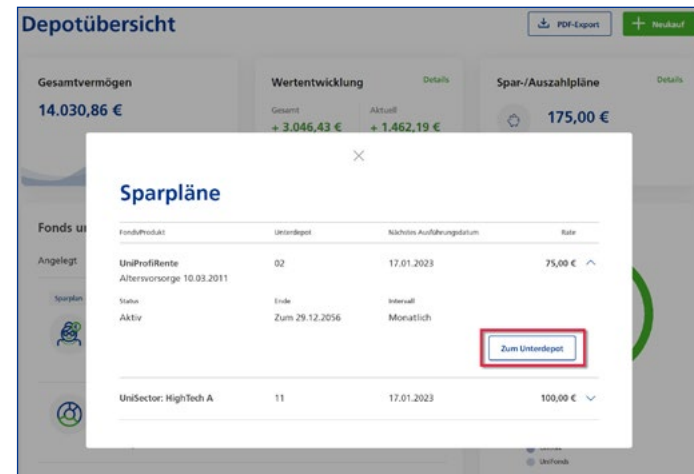 Depotübersicht
PDF-Export
Neukauf
Gesamtvermögen
14.030,86 €
Wertentwicklung
Details
Gesamt
Aktuell
+ 3.046,43 €
+ 1.462,19 €
Spar-/Auszahlpläne
Details
175,00 €
Fonds u
Angelegt
Sparplan
Sparpläne
Fonds/Produkt
Unterdepot
Nächstes Ausführungsdatum
Rate
UniProfiRente
02
17.01.2023
75,00 €
Altersvorsorge 10.03.2011
Status
Ende
Intervall
Aktiv
Zum 29.12.2056
Monatlich
Zum Unterdepot
UniSector: HighTech A
11
17.01.2023
100,00 €
UniFonds